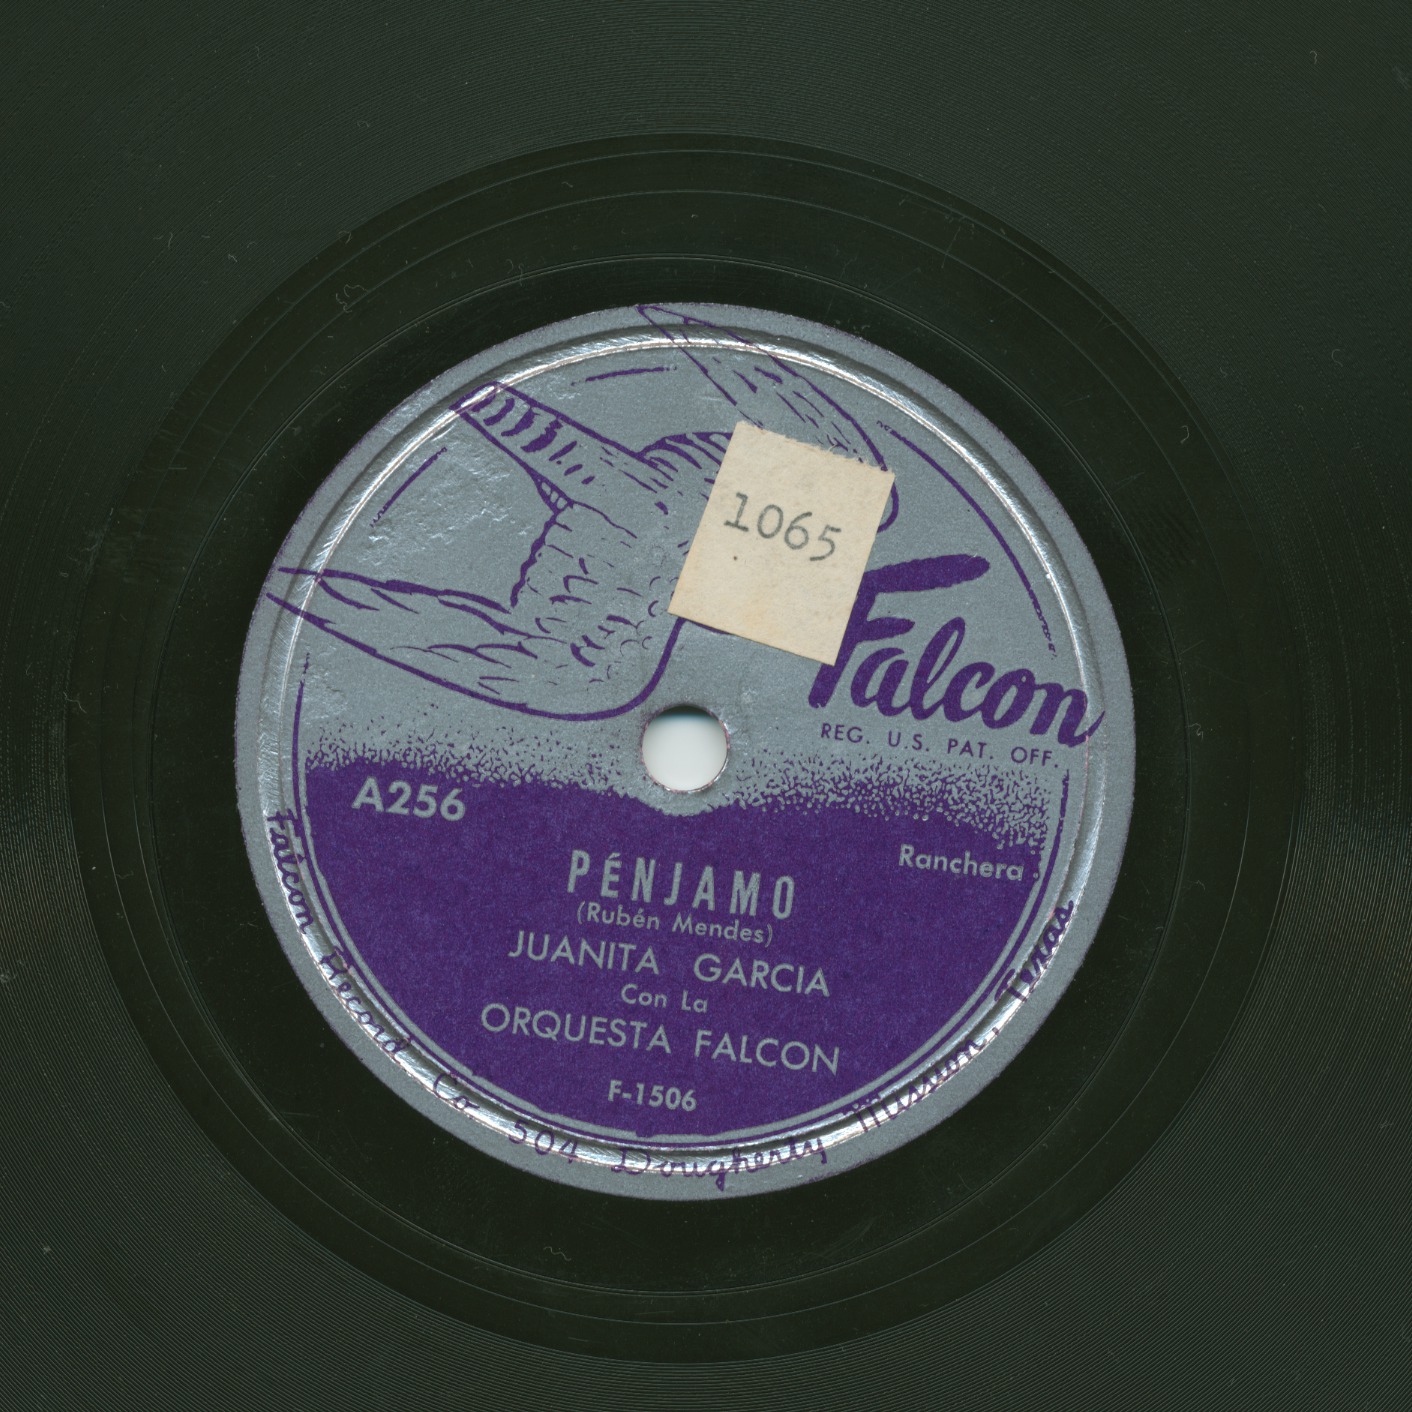 1065
Falcon
REG. U.S. PAT. OFF.
A256
Ranchera
PÉNJAMO
(Rubén Mendes)
JUANITA GARCIA
Con La
ORQUESTA FALCON
F-1506
Falcon Record Co. 504 Dougherty Mission, Texas